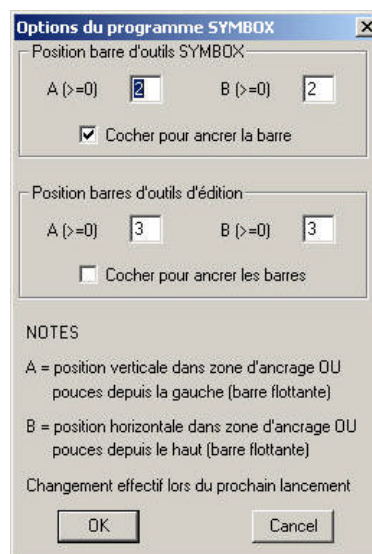 Options du programme SYMBOX
Position barre d'outils SYMBOX
A (>=0) 2 B (>=0) 2
Cocher pour ancrer la barre
Position barres d'outils d'édition
A (>=0) 3 B (>=0) 3
Cocher pour ancrer les barres
NOTES
A = position verticale dans zone d'ancrage OU
pouces depuis la gauche (barre flottante)
B = position horizontale dans zone d'ancrage OU
pouces depuis le haut (barre flottante)
Changement effectif lors du prochain lancement
OK Cancel